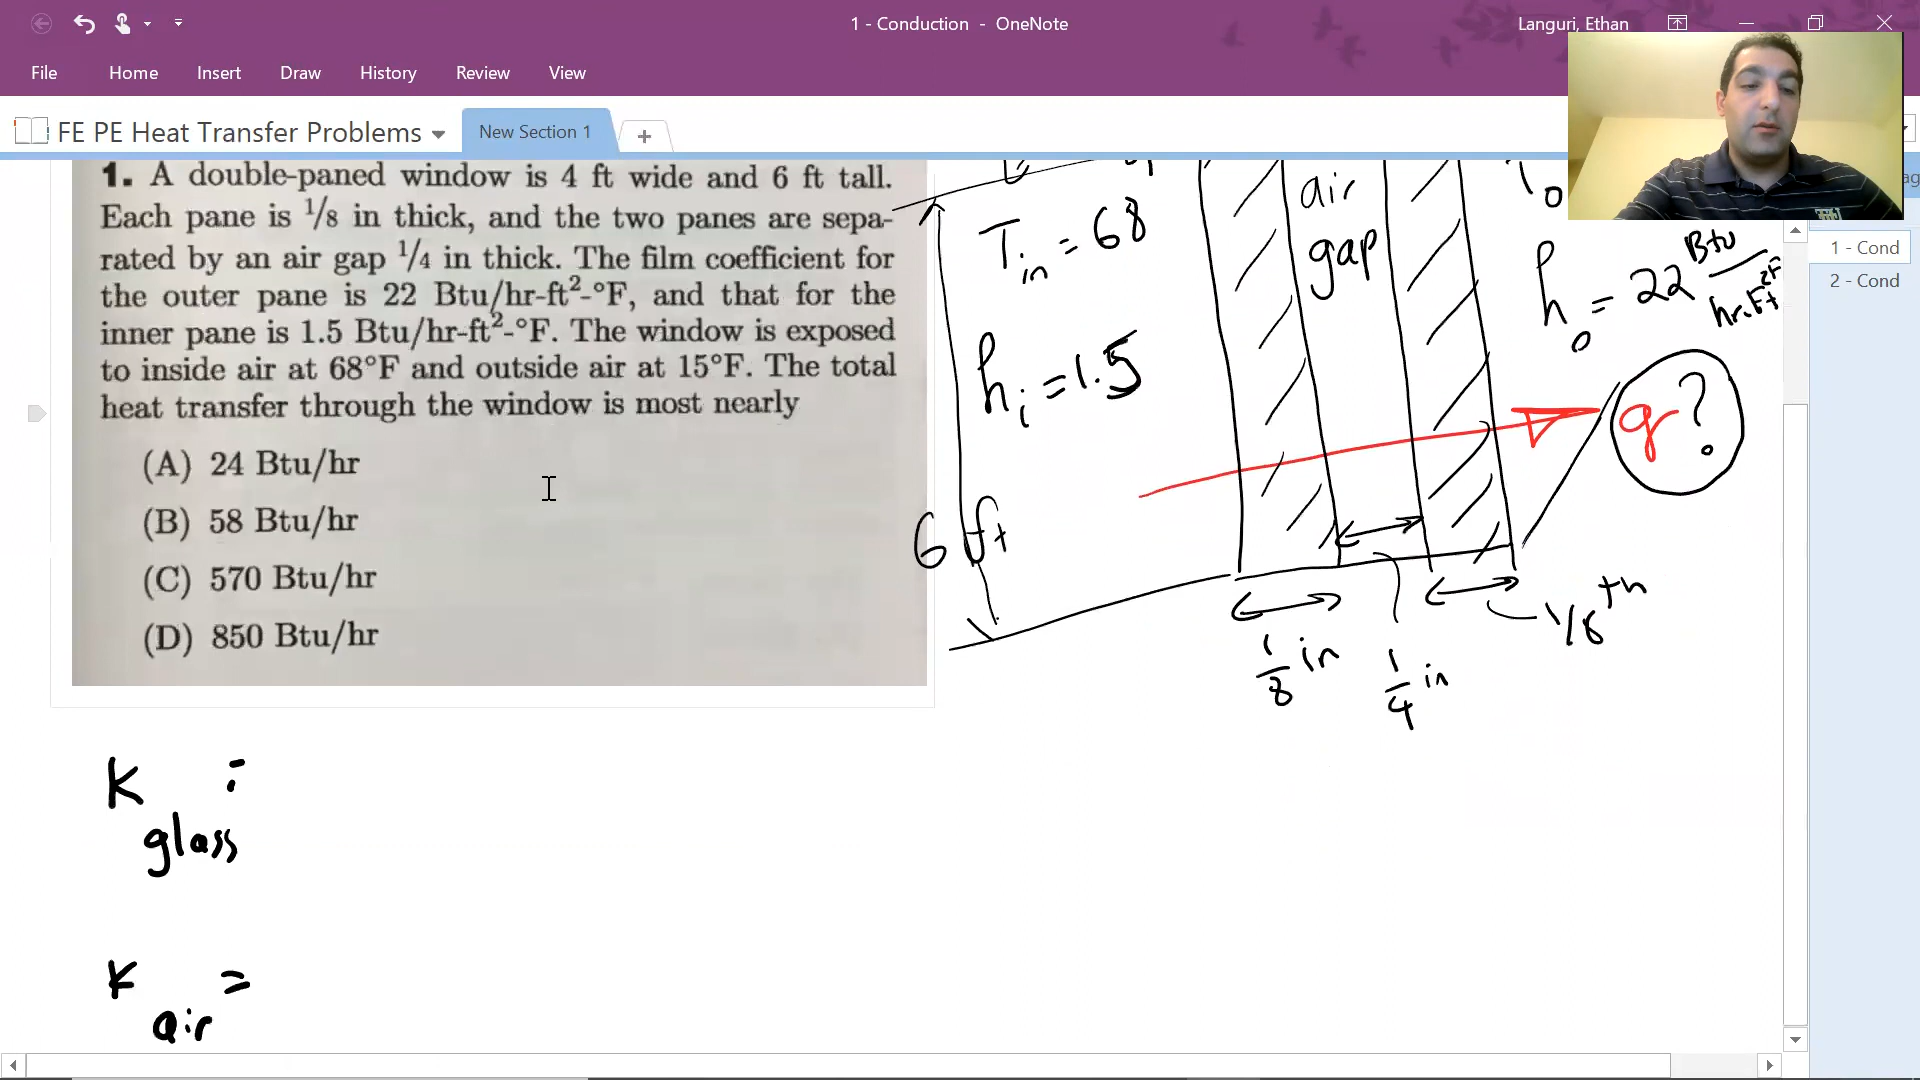 1 - Conduction - OneNote
Languri, Ethan
File Home Insert Draw History Review View
FE PE Heat Transfer Problems
New Section 1
+
1 - Cond
2 - Cond
1. A double-paned window is 4 ft wide and 6 ft tall.
Each pane is 1/8 in thick, and the two panes are sepa-
rated by an air gap 1/4 in thick. The film coefficient for
the outer pane is 22 Btu/hr-ft²-°F, and that for the
inner pane is 1.5 Btu/hr-ft²-°F. The window is exposed
to inside air at 68°F and outside air at 15°F. The total
heat transfer through the window is most nearly
(A) 24 Btu/hr
(B) 58 Btu/hr
(C) 570 Btu/hr
(D) 850 Btu/hr
T in = 68
h i = 1.5
6 ft
air
gap
h o = 22 Btu/hr.Ft²F
q?
1/8 in
1/4 in
1/8 th
K glass :
K air =